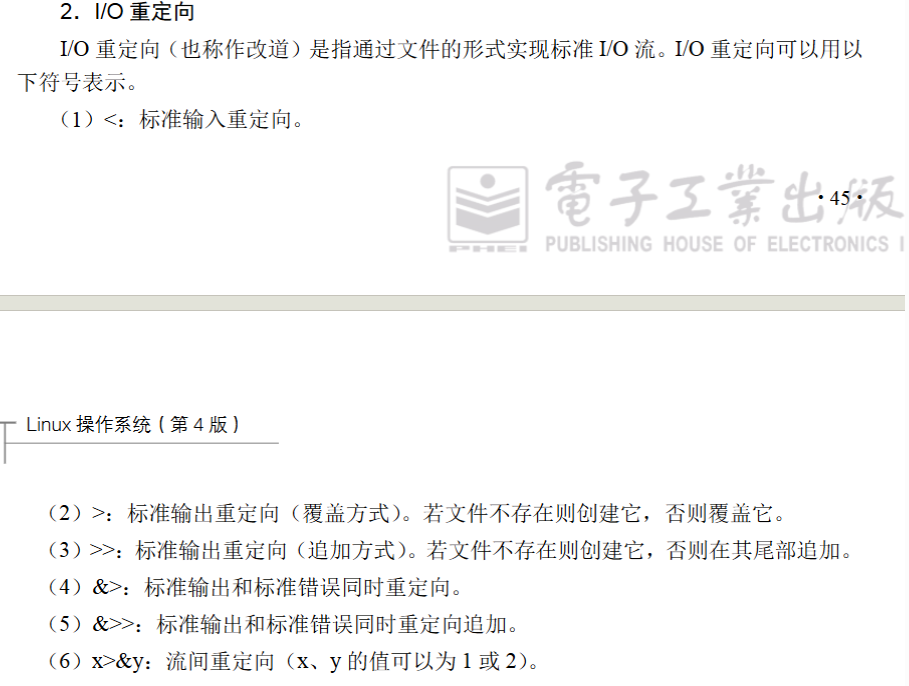 2．I/O 重定向
I/O 重定向（也称作改道）是指通过文件的形式实现标准 I/O 流。I/O 重定向可以用以
下符号表示。
（1）<：标准输入重定向。
·45·
電子工業出版
PHEI
PUBLISHING HOUSE OF ELECTRONICS I
Linux 操作系统（第 4 版）
（2）>：标准输出重定向（覆盖方式）。若文件不存在则创建它，否则覆盖它。
（3）>>：标准输出重定向（追加方式）。若文件不存在则创建它，否则在其尾部追加。
（4）&>：标准输出和标准错误同时重定向。
（5）&>>：标准输出和标准错误同时重定向追加。
（6）x>&y：流间重定向（x、y 的值可以为 1 或 2）。